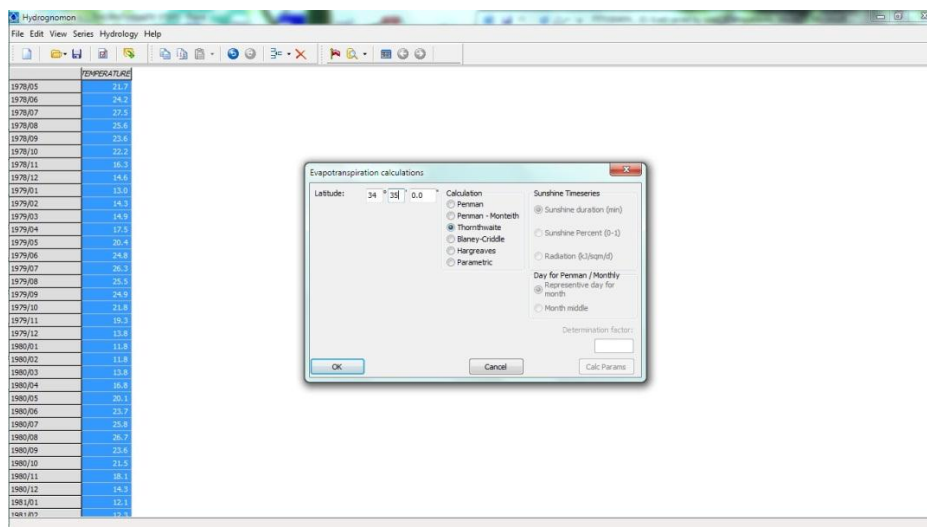 Hydrognomon
File Edit View Series Hydrology Help
TEMPERATURE
1978/05 21.7
1978/06 24.2
1978/07 27.5
1978/08 25.6
1978/09 23.6
1978/10 22.2
1978/11 16.3
1978/12 14.6
1979/01 13.0
1979/02 14.3
1979/03 14.9
1979/04 17.5
1979/05 20.4
1979/06 24.8
1979/07 26.3
1979/08 25.5
1979/09 24.9
1979/10 21.8
1979/11 19.3
1979/12 13.8
1980/01 11.8
1980/02 11.8
1980/03 13.8
1980/04 16.8
1980/05 20.1
1980/06 23.7
1980/07 25.8
1980/08 26.7
1980/09 23.6
1980/10 21.5
1980/11 18.1
1980/12 14.3
1981/01 12.1
1981/02 12.3
Evapotranspiration calculations
Latitude: 34 ° 35 ' 0.0 "
Calculation
Penman
Penman - Monteith
Thornthwaite
Blaney-Criddle
Hargreaves
Parametric
Sunshine Timeseries
Sunshine duration (min)
Sunshine Percent (0-1)
Radiation (kJ/sqm/d)
Day for Penman / Monthly
Representative day for
month
Month middle
Determination factor:
OK
Cancel
Calc Params